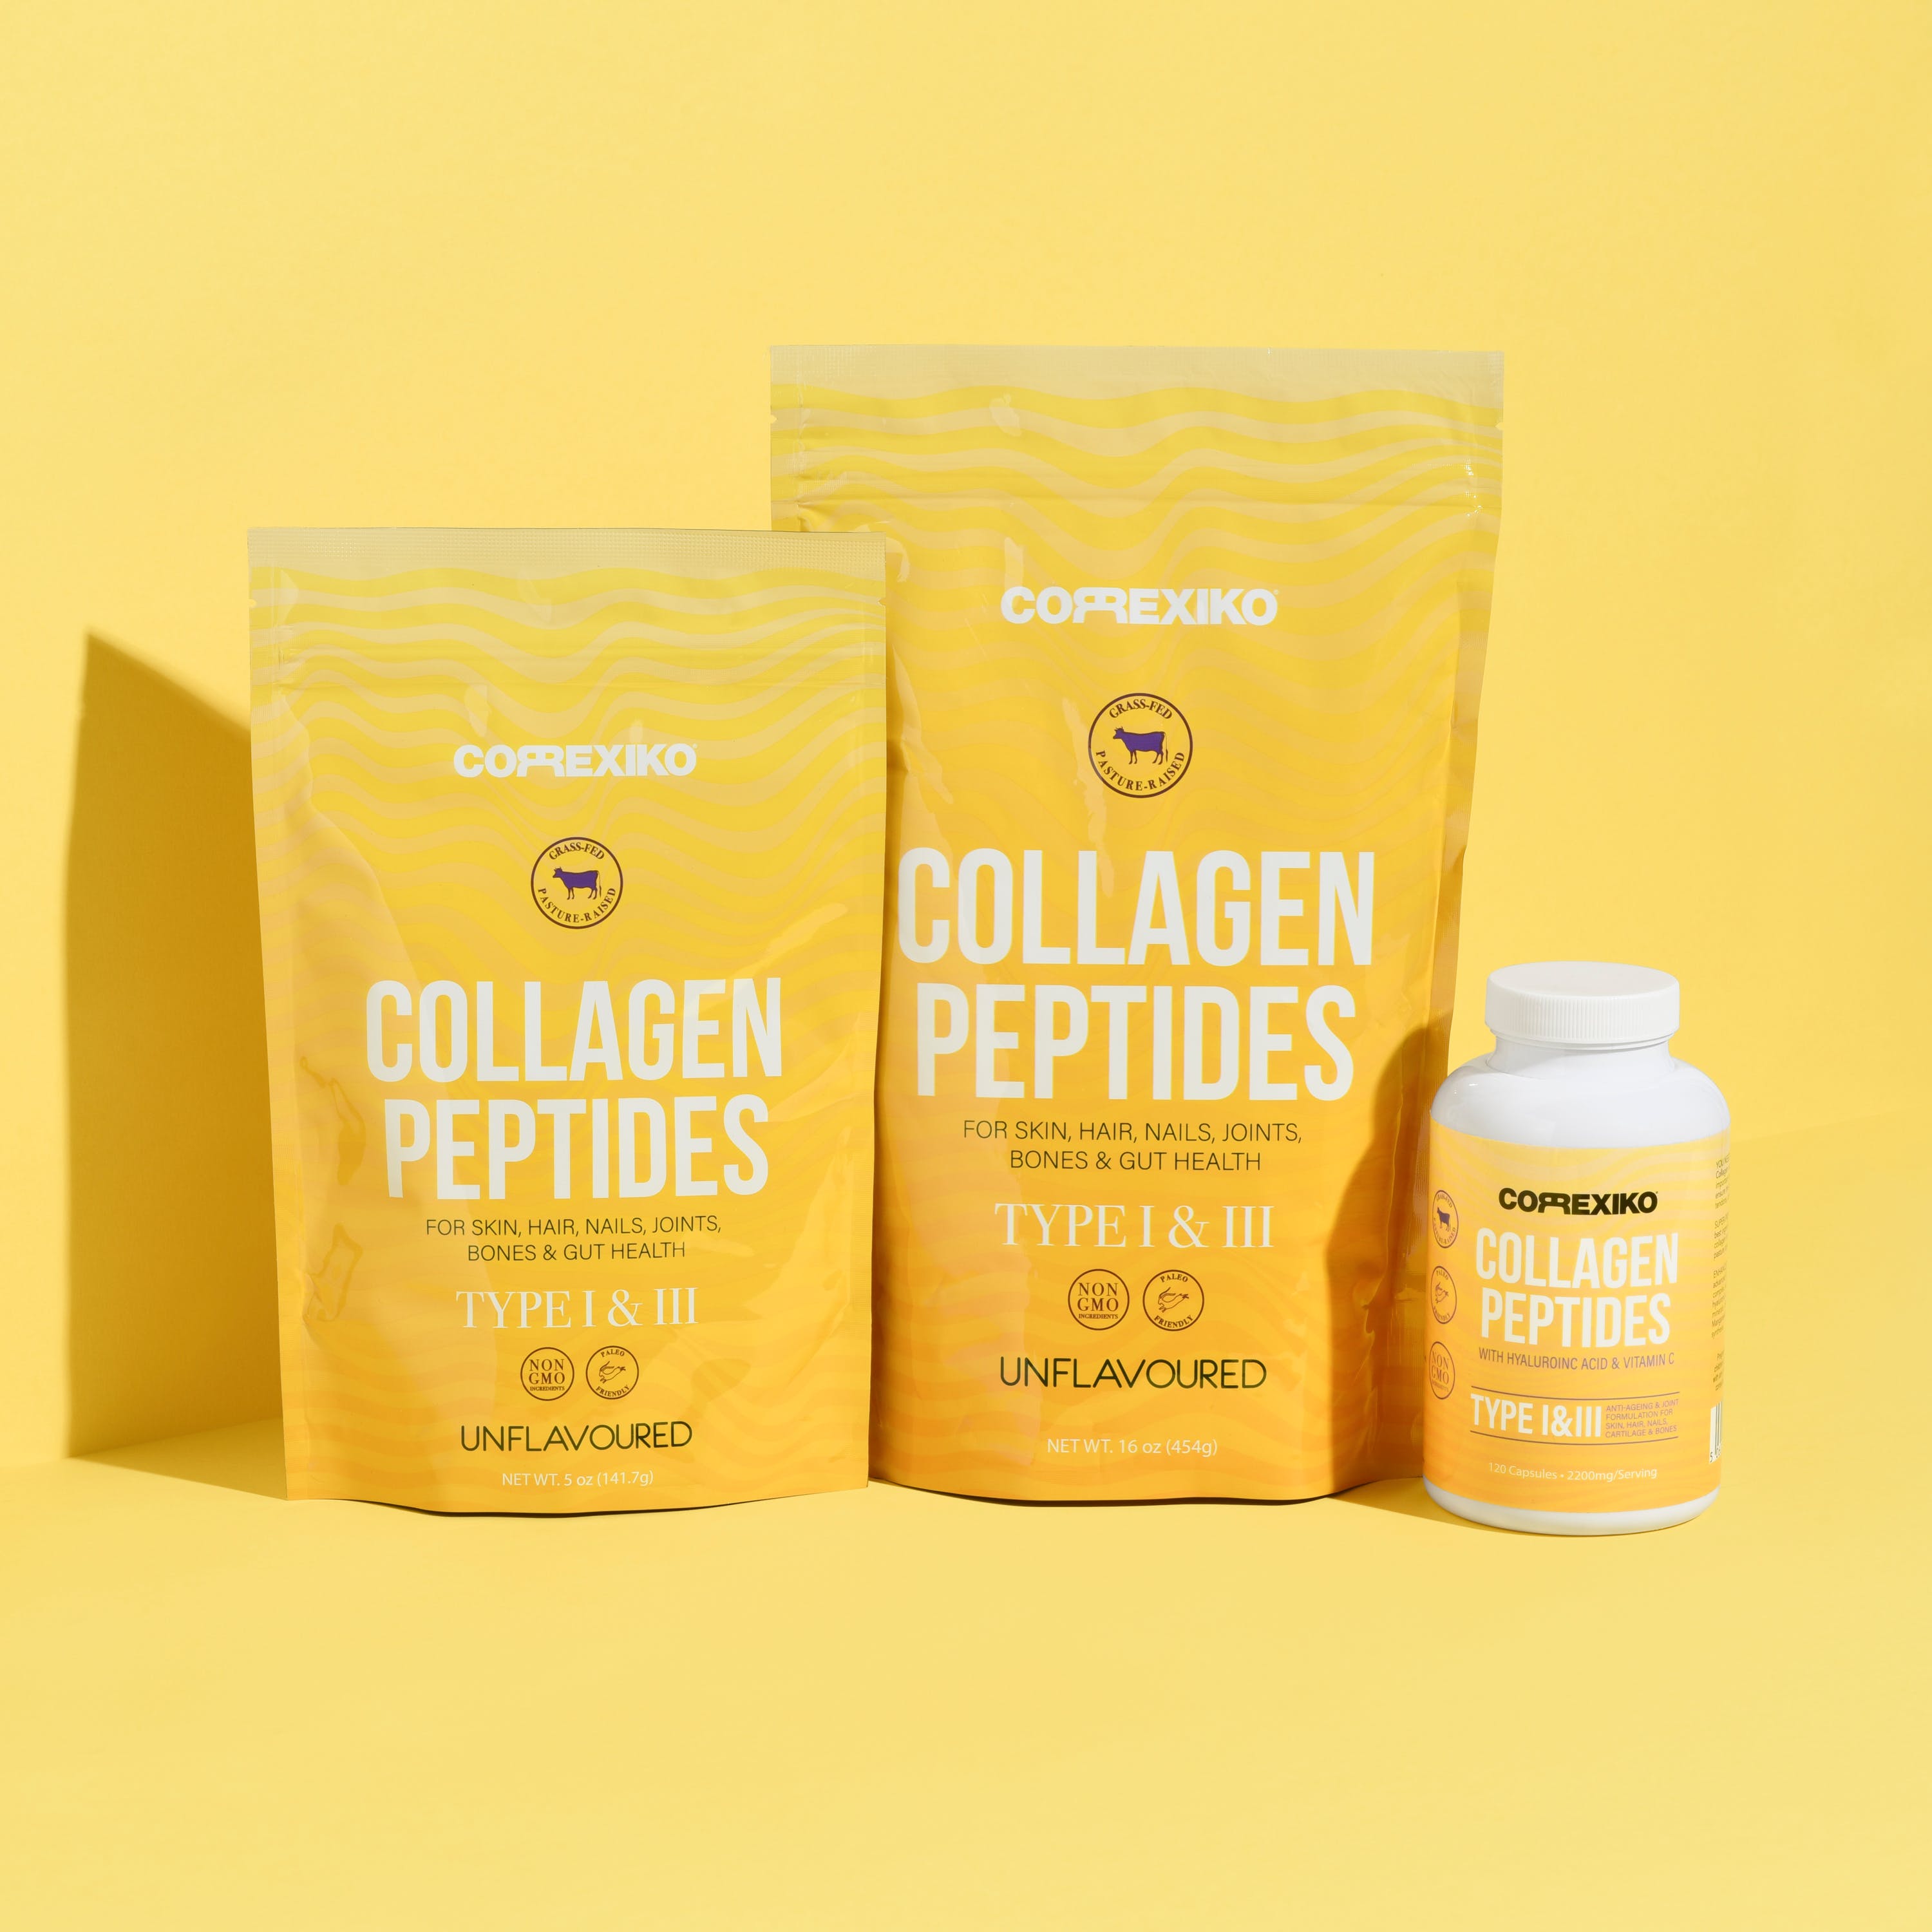 CORREXIKO
GRASS-FED
PASTURE-RAISED
COLLAGEN
PEPTIDES
FOR SKIN, HAIR, NAILS, JOINTS,
BONES & GUT HEALTH
TYPE I & III
NON
GMO
INGREDIENTS
PALEO
FRIENDLY
UNFLAVOURED
NET WT. 5 oz (141.7g)
CORREXIKO
GRASS-FED
PASTURE-RAISED
COLLAGEN
PEPTIDES
FOR SKIN, HAIR, NAILS, JOINTS,
BONES & GUT HEALTH
TYPE I & III
NON
GMO
INGREDIENTS
PALEO
FRIENDLY
UNFLAVOURED
NET WT. 16 oz (454g)
CORREXIKO
COLLAGEN
PEPTIDES
WITH HYALUROINC ACID & VITAMIN C
NON
GMO
TYPE I&III
ANTI-AGEING & JOINT
FORMULATION FOR
SKIN, HAIR, NAILS,
CARTILAGE & BONES
120 Capsules • 2200mg/Serving